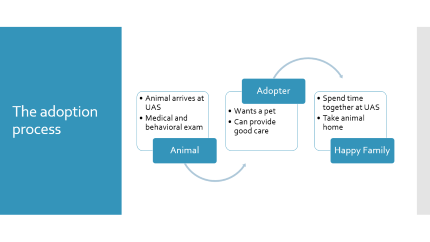 The adoption
process
• Animal arrives at
UAS
• Medical and
behavioral exam
Animal
Adopter
• Wants a pet
• Can provide
good care
• Spend time
together at UAS
• Take animal
home
Happy Family